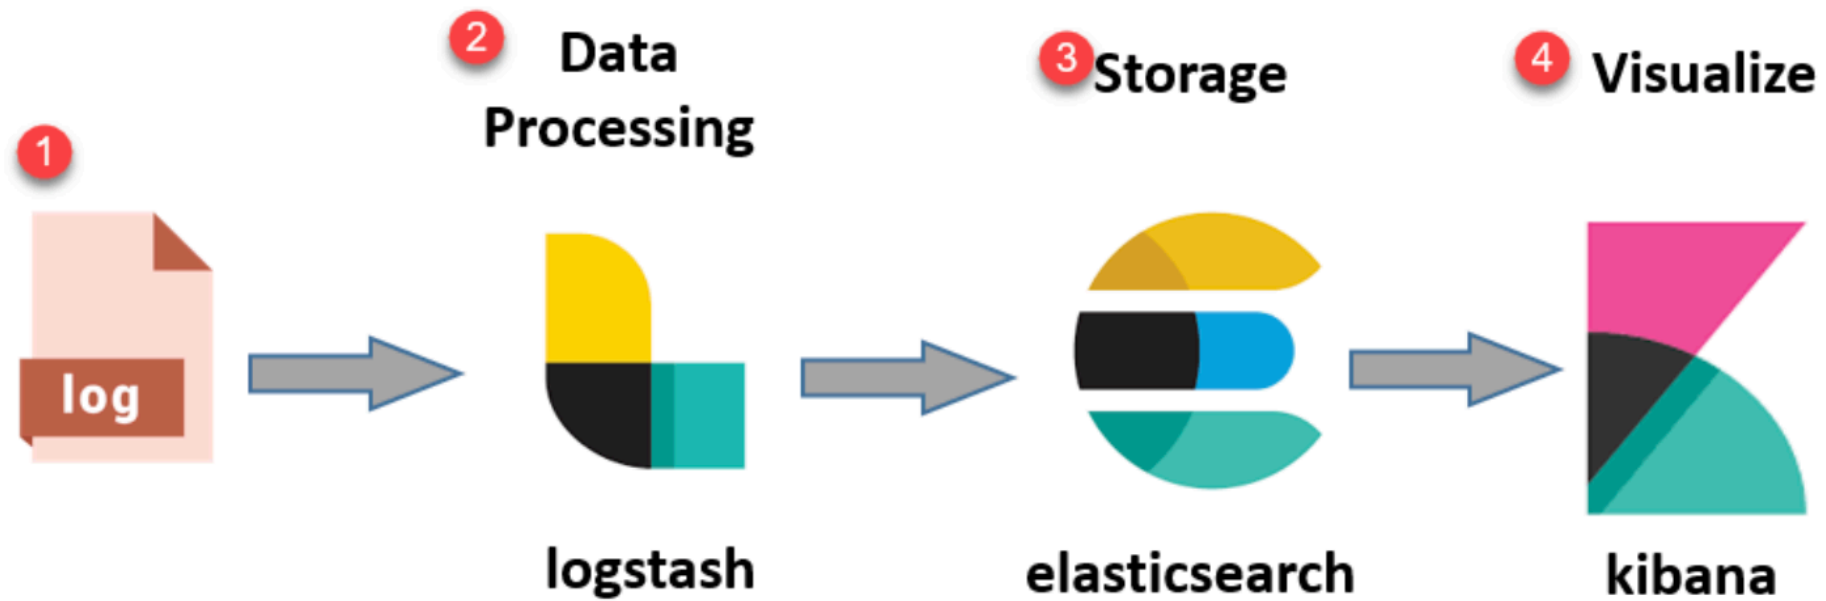 1
log
2
Data
Processing
logstash
3
Storage
elasticsearch
4
Visualize
kibana